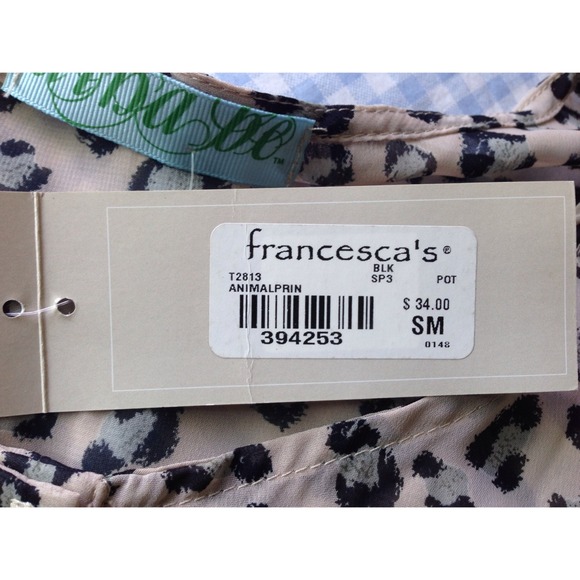 francesca's®
T2813 BLK
ANIMALPRIN SP3 POT
$ 34.00
394253 SM
0148